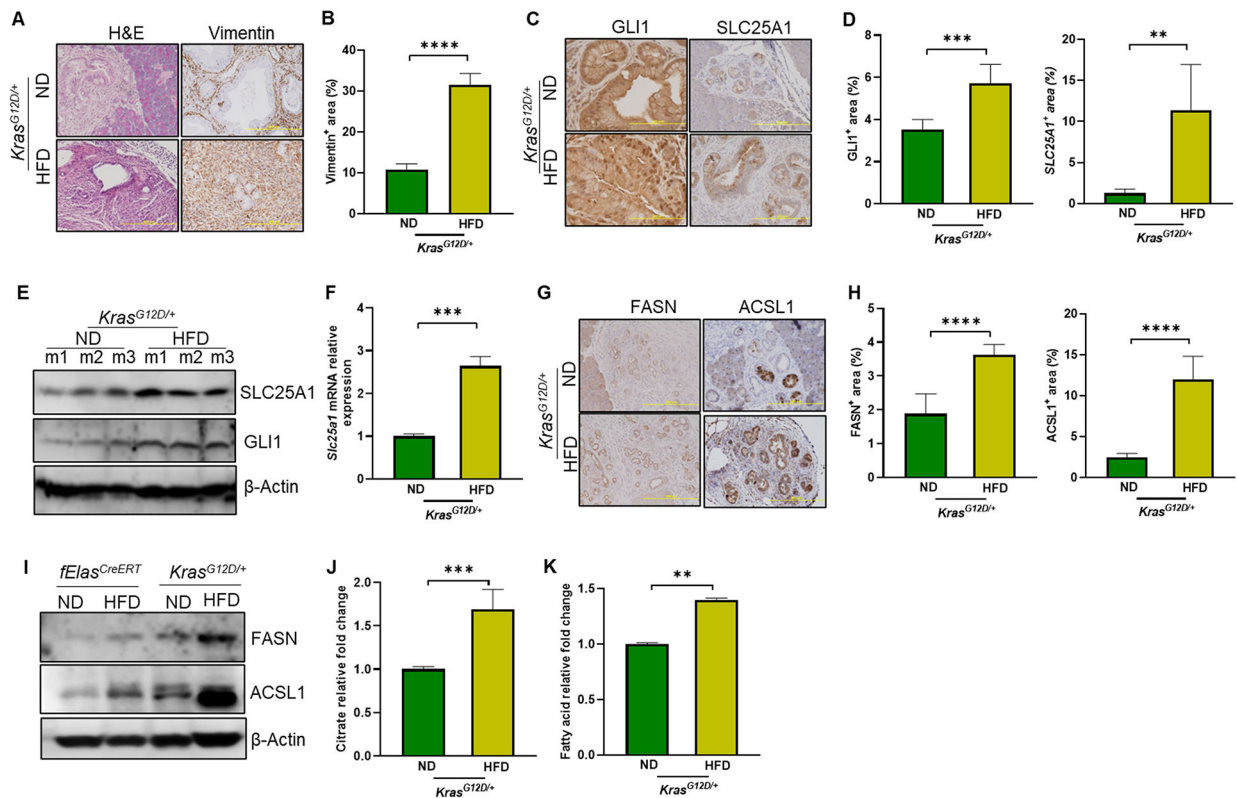 A
H&E
Vimentin
Kras^G12D/+
ND
HFD
B
****
Vimentin⁺ area (%)
40
30
20
10
0
ND
HFD
Kras^G12D/+
C
GLI1
SLC25A1
Kras^G12D/+
ND
HFD
D
***
GLI1⁺ area (%)
8
6
4
2
0
ND
HFD
Kras^G12D/+
**
SLC25A1⁺ area (%)
20
15
10
5
0
ND
HFD
Kras^G12D/+
E
Kras^G12D/+
ND
HFD
m1 m2 m3 m1 m2 m3
SLC25A1
GLI1
β-Actin
F
***
Slc25a1 mRNA relative
expression
4
3
2
1
0
ND
HFD
Kras^G12D/+
G
FASN
ACSL1
Kras^G12D/+
ND
HFD
H
****
FASN⁺ area (%)
6
4
2
0
ND
HFD
Kras^G12D/+
****
ACSL1⁺ area (%)
20
15
10
5
0
ND
HFD
Kras^G12D/+
I
fElas^CreERT
Kras^G12D/+
ND HFD ND HFD
FASN
ACSL1
β-Actin
J
***
Citrate relative fold change
2.0
1.5
1.0
0.5
0.0
ND
HFD
Kras^G12D/+
K
**
Fatty acid relative fold change
1.5
1.0
0.5
0.0
ND
HFD
Kras^G12D/+